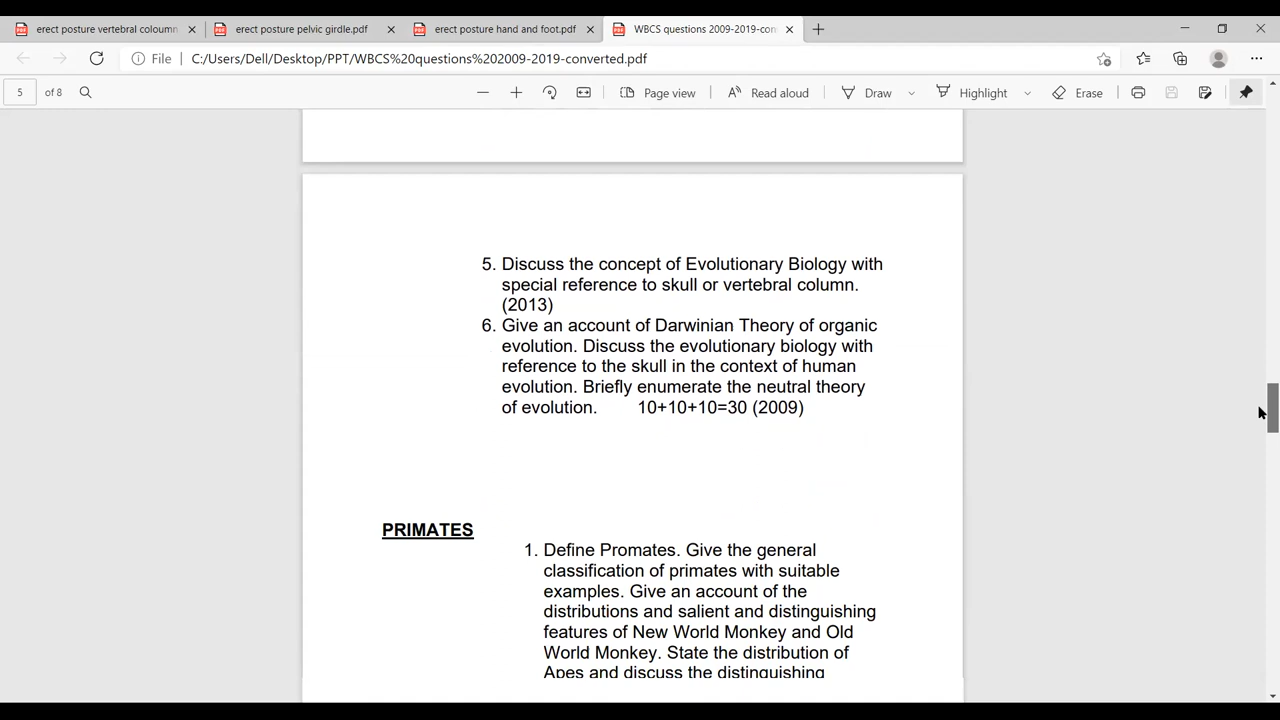 erect posture vertebral coloumn
erect posture pelvic girdle.pdf
erect posture hand and foot.pdf
WBCS questions 2009-2019-con
File
C:/Users/Dell/Desktop/PPT/WBCS%20questions%202009-2019-converted.pdf
5 of 8
Page view
Read aloud
Draw
Highlight
Erase
5. Discuss the concept of Evolutionary Biology with
special reference to skull or vertebral column.
(2013)
6. Give an account of Darwinian Theory of organic
evolution. Discuss the evolutionary biology with
reference to the skull in the context of human
evolution. Briefly enumerate the neutral theory
of evolution. 10+10+10=30 (2009)
PRIMATES
1. Define Promates. Give the general
classification of primates with suitable
examples. Give an account of the
distributions and salient and distinguishing
features of New World Monkey and Old
World Monkey. State the distribution of
Apes and discuss the distinguishing